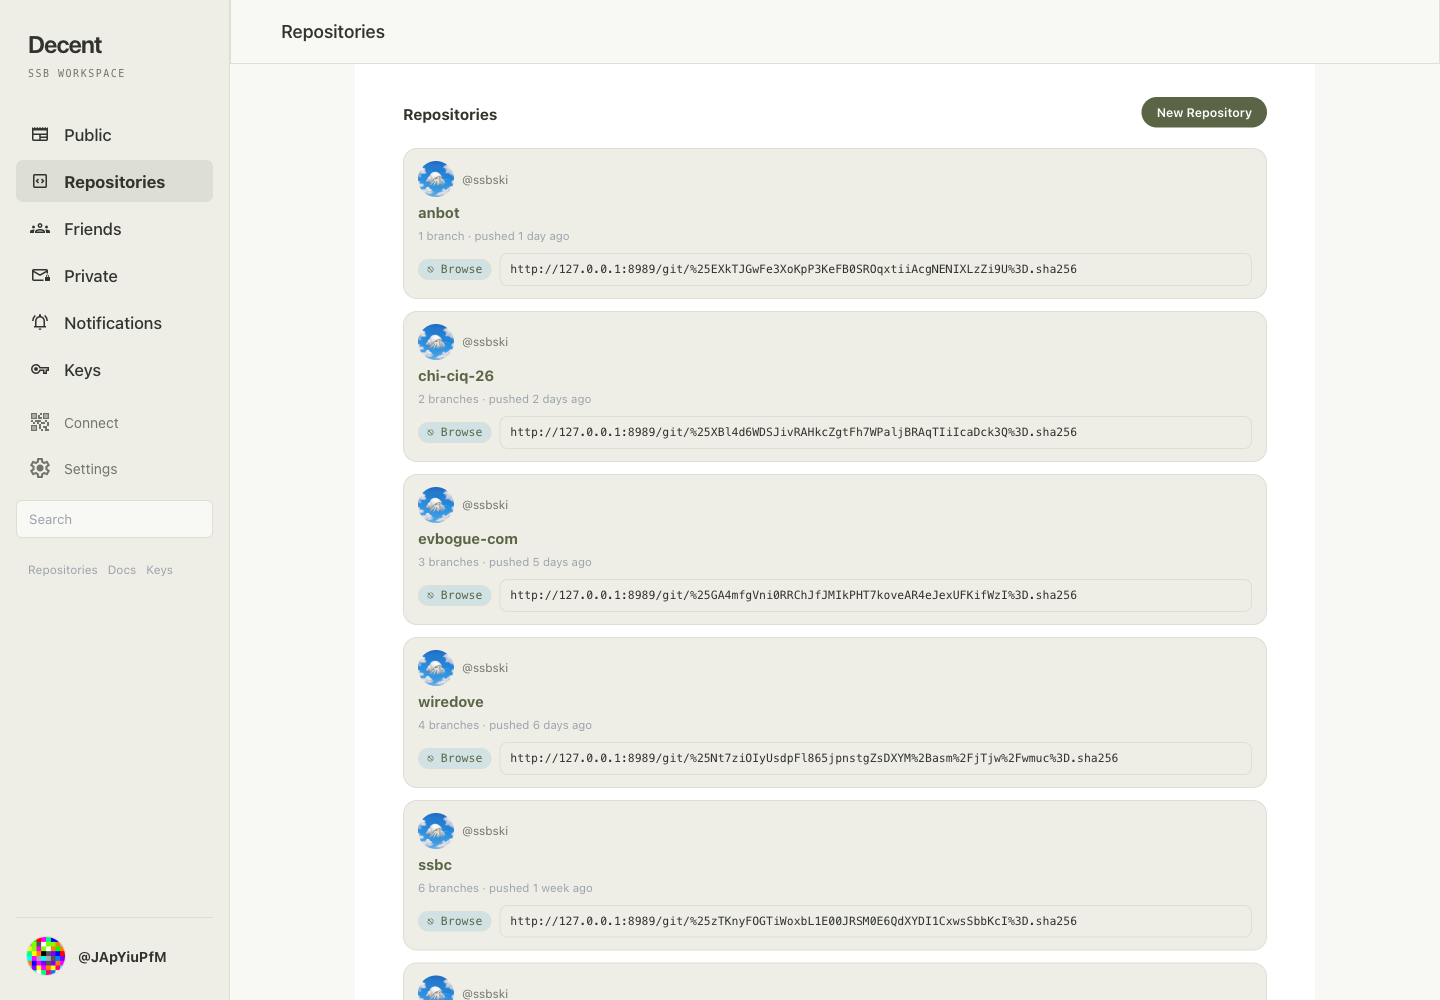 Decent
SSB WORKSPACE
Public
Repositories
Friends
Private
Notifications
Keys
Connect
Settings
Search
Repositories Docs Keys
@JApYiuPfM
Repositories
Repositories
New Repository
@ssbski
anbot
1 branch · pushed 1 day ago
Browse http://127.0.0.1:8989/git/%25EXkTJGwFe3XoKpP3KeFB0SROqxtiiAcgNENIXLzZi9U%3D.sha256
@ssbski
chi-ciq-26
2 branches · pushed 2 days ago
Browse http://127.0.0.1:8989/git/%25XBl4d6WDSJivRAHkcZgtFh7WPaljBRAqTIiIcaDck3Q%3D.sha256
@ssbski
evbogue-com
3 branches · pushed 5 days ago
Browse http://127.0.0.1:8989/git/%25GA4mfgVni0RRChJfJMIkPHT7koveAR4eJexUFKifWzI%3D.sha256
@ssbski
wiredove
4 branches · pushed 6 days ago
Browse http://127.0.0.1:8989/git/%25Nt7ziOIyUsdpFl865jpnstgZsDXYM%2Basm%2FjTjw%2Fwmuc%3D.sha256
@ssbski
ssbc
6 branches · pushed 1 week ago
Browse http://127.0.0.1:8989/git/%25zTKnyFOGTiWoxbL1E00JRSM0E6QdXYDI1CxwsSbbKcI%3D.sha256
@ssbski